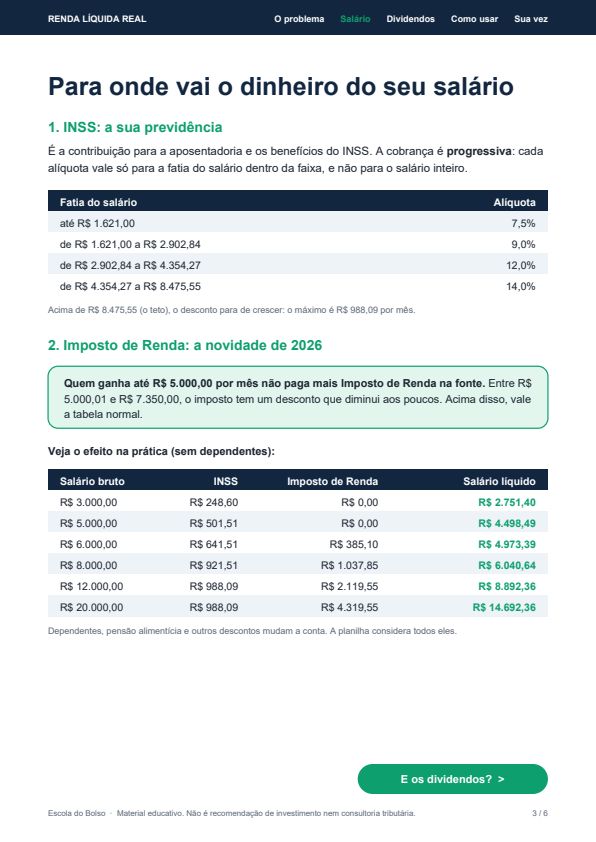 RENDA LÍQUIDA REAL
O problema Salário Dividendos Como usar Sua vez
Para onde vai o dinheiro do seu salário
1. INSS: a sua previdência
É a contribuição para a aposentadoria e os benefícios do INSS. A cobrança é progressiva: cada
alíquota vale só para a fatia do salário dentro da faixa, e não para o salário inteiro.
Fatia do salário Alíquota
até R$ 1.621,00 7,5%
de R$ 1.621,00 a R$ 2.902,84 9,0%
de R$ 2.902,84 a R$ 4.354,27 12,0%
de R$ 4.354,27 a R$ 8.475,55 14,0%
Acima de R$ 8.475,55 (o teto), o desconto para de crescer: o máximo é R$ 988,09 por mês.
2. Imposto de Renda: a novidade de 2026
Quem ganha até R$ 5.000,00 por mês não paga mais Imposto de Renda na fonte. Entre R$
5.000,01 e R$ 7.350,00, o imposto tem um desconto que diminui aos poucos. Acima disso, vale
a tabela normal.
Veja o efeito na prática (sem dependentes):
Salário bruto INSS Imposto de Renda Salário líquido
R$ 3.000,00 R$ 248,60 R$ 0,00 R$ 2.751,40
R$ 5.000,00 R$ 501,51 R$ 0,00 R$ 4.498,49
R$ 6.000,00 R$ 641,51 R$ 385,10 R$ 4.973,39
R$ 8.000,00 R$ 921,51 R$ 1.037,85 R$ 6.040,64
R$ 12.000,00 R$ 988,09 R$ 2.119,55 R$ 8.892,36
R$ 20.000,00 R$ 988,09 R$ 4.319,55 R$ 14.692,36
Dependentes, pensão alimentícia e outros descontos mudam a conta. A planilha considera todos eles.
E os dividendos? >
Escola do Bolso · Material educativo. Não é recomendação de investimento nem consultoria tributária. 3 / 6